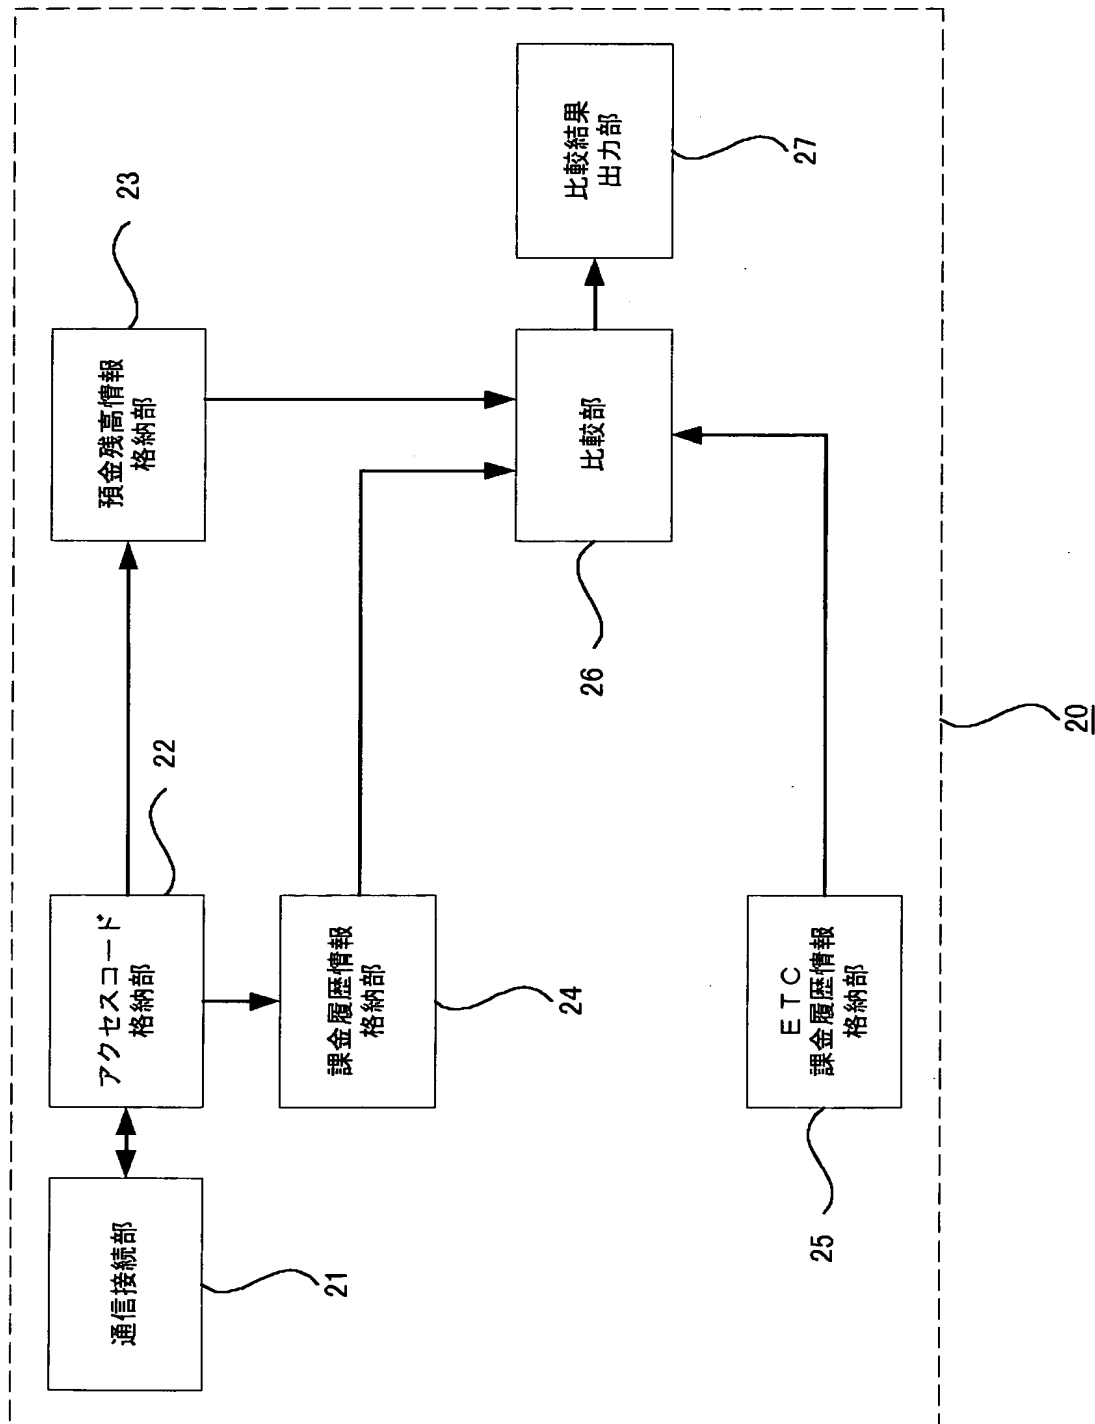 通信接続部
21
アクセスコード
格納部
22
預金残高情報
格納部
23
課金履歴情報
格納部
24
ETC
課金履歴情報
格納部
25
比較部
26
比較結果
出力部
27
20